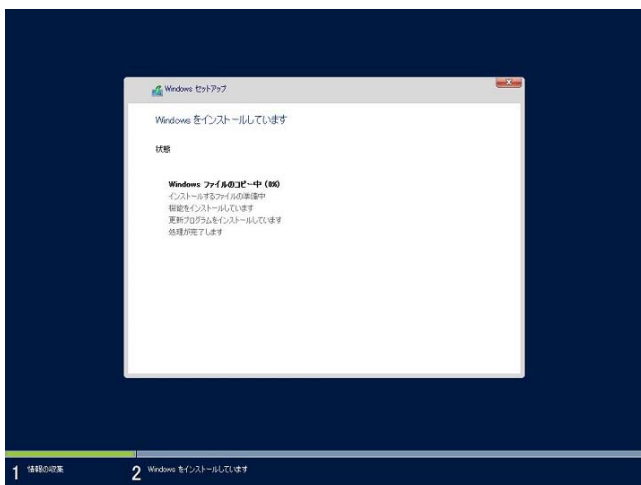 Windows セットアップ
Windows をインストールしています
状態
Windows ファイルのコピー中 (0%)
インストールするファイルの準備中
機能をインストールしています
更新プログラムをインストールしています
処理が完了します
1 情報の収集
2 Windows をインストールしています